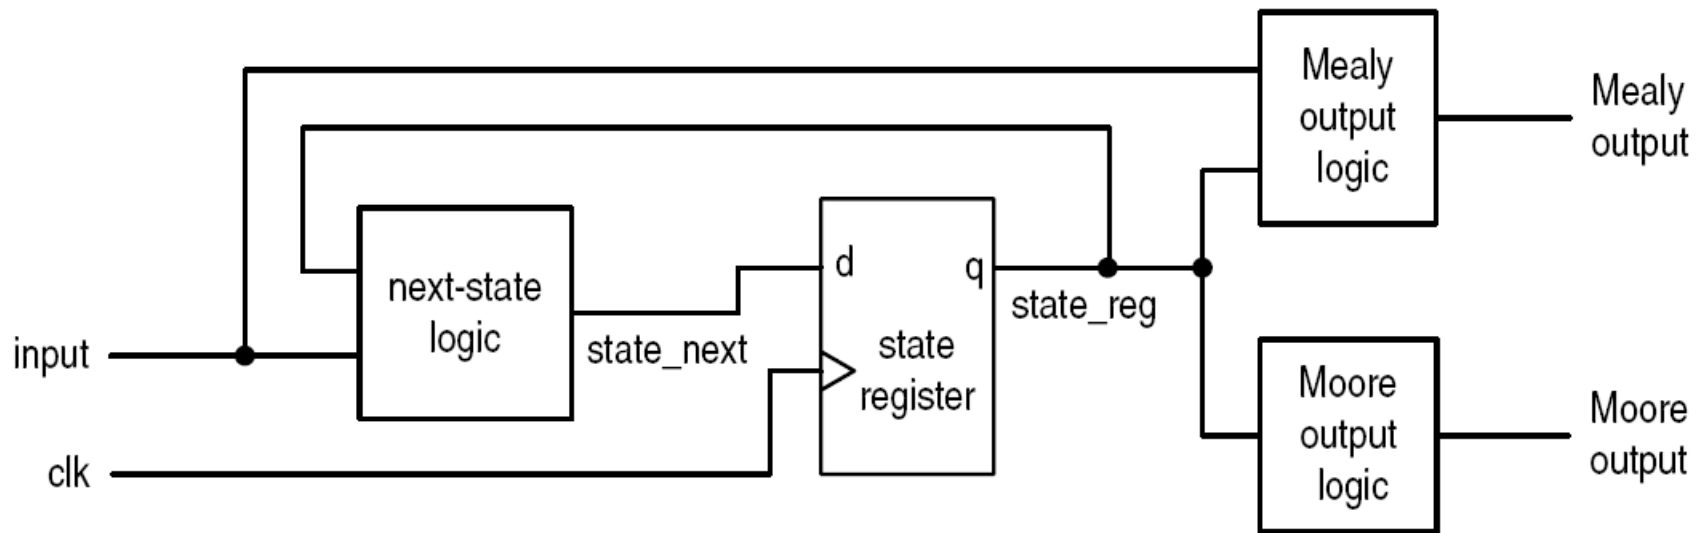 Mealy
output
logic
Mealy
output
next-state
logic
input
state_next
clk
d
q
state
register
state_reg
Moore
output
logic
Moore
output